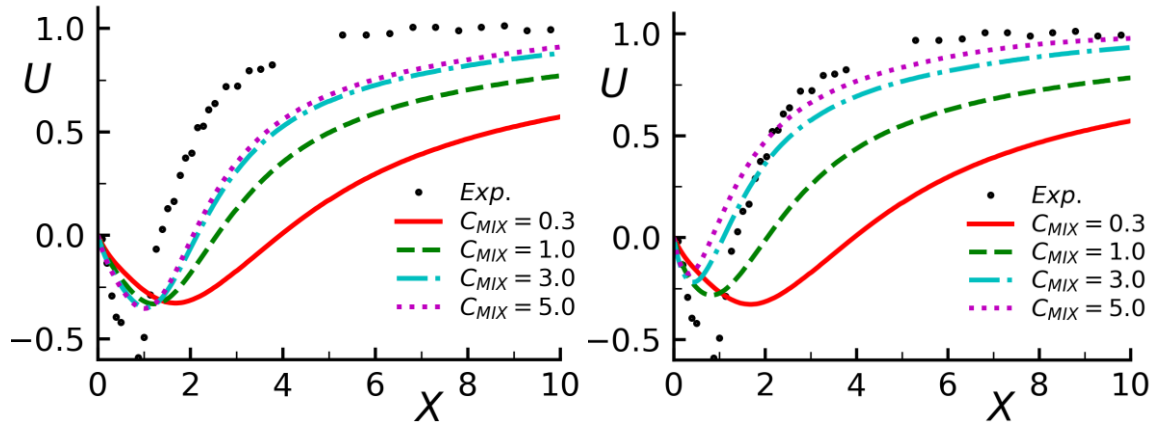 1.0
0.5
0.0
−0.5
U
0 2 4 6 8 10
X
Exp.
C_MIX = 0.3
C_MIX = 1.0
C_MIX = 3.0
C_MIX = 5.0
1.0
0.5
0.0
−0.5
U
0 2 4 6 8 10
X
Exp.
C_MIX = 0.3
C_MIX = 1.0
C_MIX = 3.0
C_MIX = 5.0